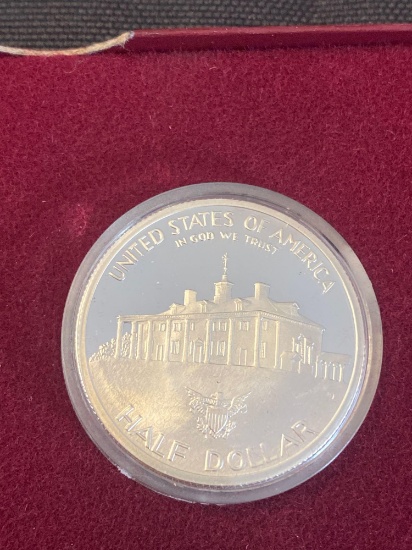 UNITED STATES OF AMERICA
IN GOD WE TRUST
HALF DOLLAR